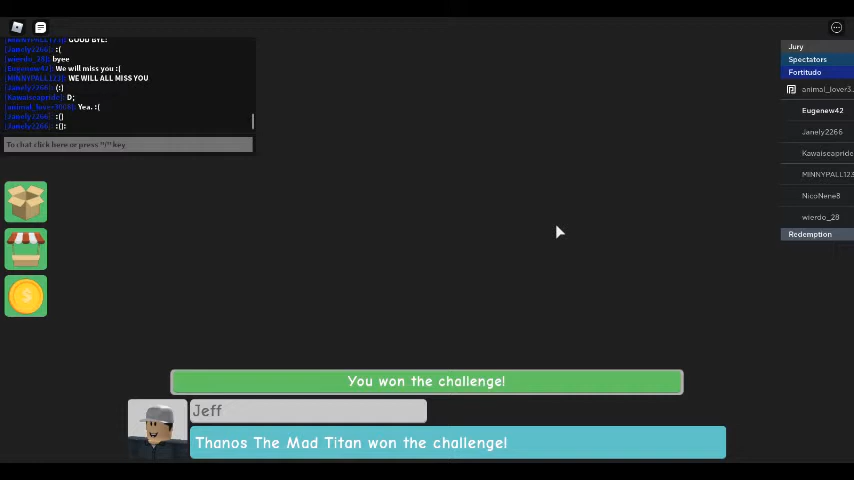 [MINNYPALL123]: GOOD BYE!
[Janely2266]: :(
[wierdo_28]: byee
[Eugenew42]: We will miss you :(
[MINNYPALL123]: WE WILL ALL MISS YOU
[Janely2266]: (:)
[Kawaiseapride]: D;
[animal_lover3008]: Yea. :(
[Janely2266]: :()
[Janely2266]: :():
To chat click here or press "/" key
Jury
Spectators
Fortitudo
animal_lover3...
Eugenew42
Janely2266
Kawaiseapride
MINNYPALL123
NicoNene8
wierdo_28
Redemption
You won the challenge!
Jeff
Thanos The Mad Titan won the challenge!